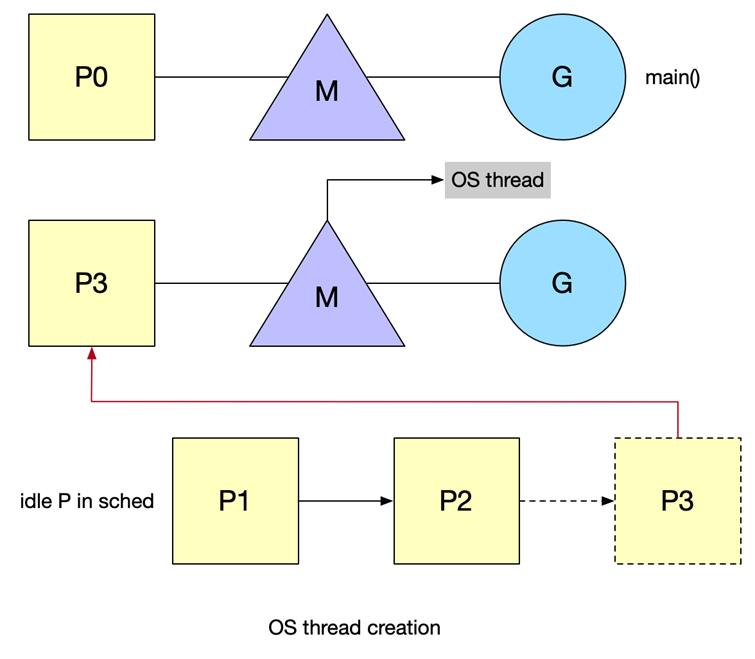 P0
M
G
main()
OS thread
P3
M
G
idle P in sched
P1
P2
P3
OS thread creation